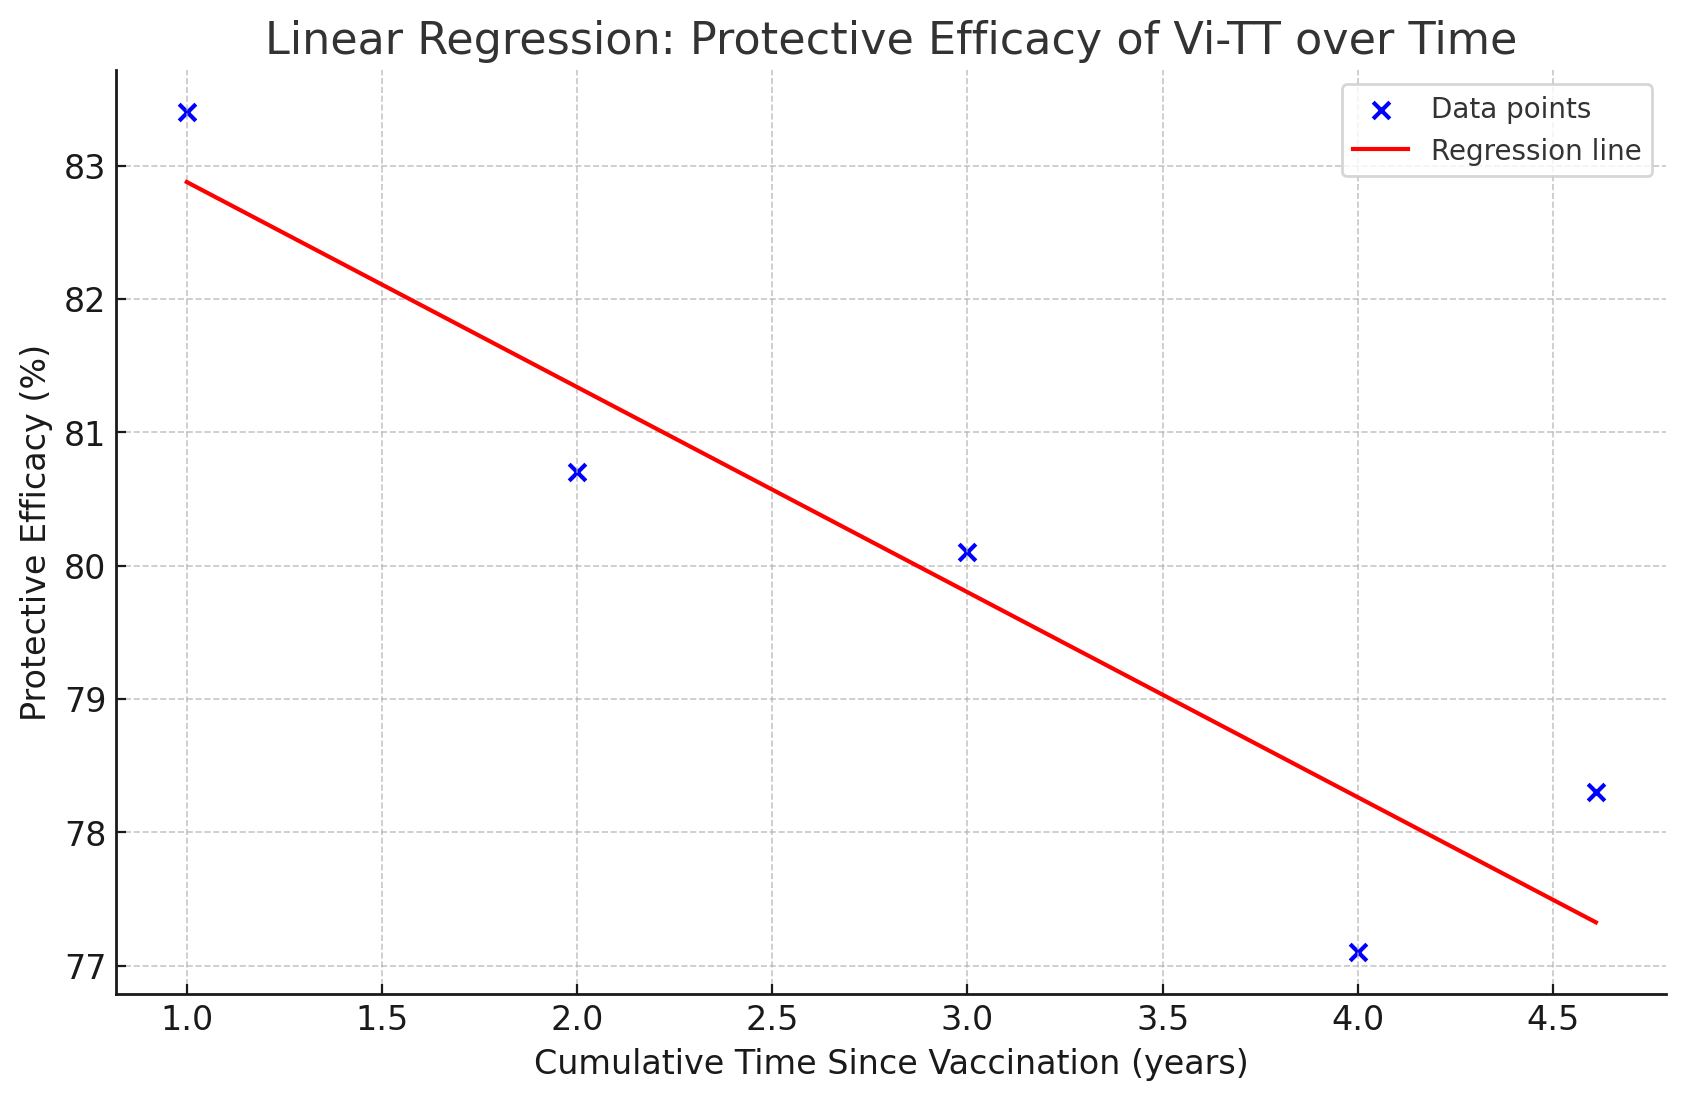 Linear Regression: Protective Efficacy of Vi-TT over Time
Data points
Regression line
Protective Efficacy (%)
83
82
81
80
79
78
77
1.0 1.5 2.0 2.5 3.0 3.5 4.0 4.5
Cumulative Time Since Vaccination (years)